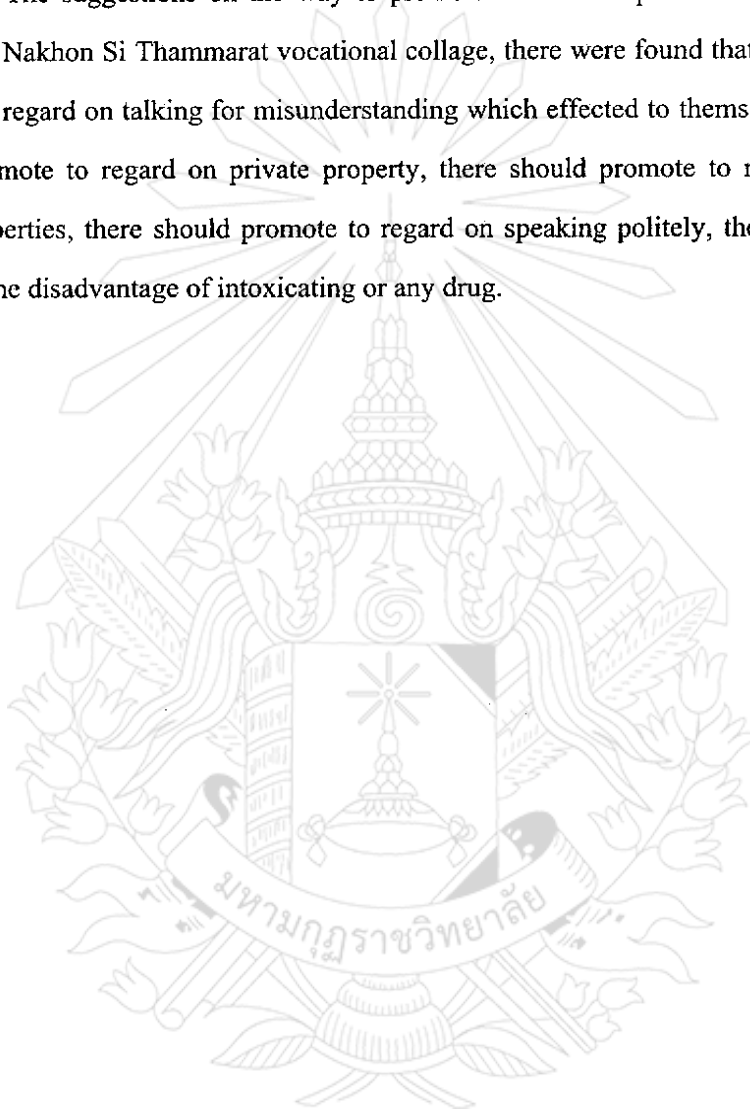 Nakhon Si Thammarat vocational collage, there were found that
regard on talking for misunderstanding which effected to thems
mote to regard on private property, there should promote to
perties, there should promote to regard on speaking politely, the
disadvantage of intoxicating or any drug.
มหามกุฏราชวิทยาลัย